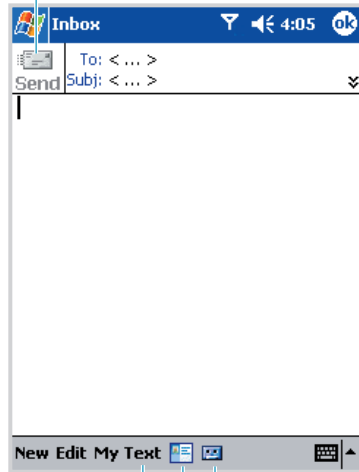 Inbox 4:05 ok
To: < ... >
Send Subj: < ... >
New Edit My Text